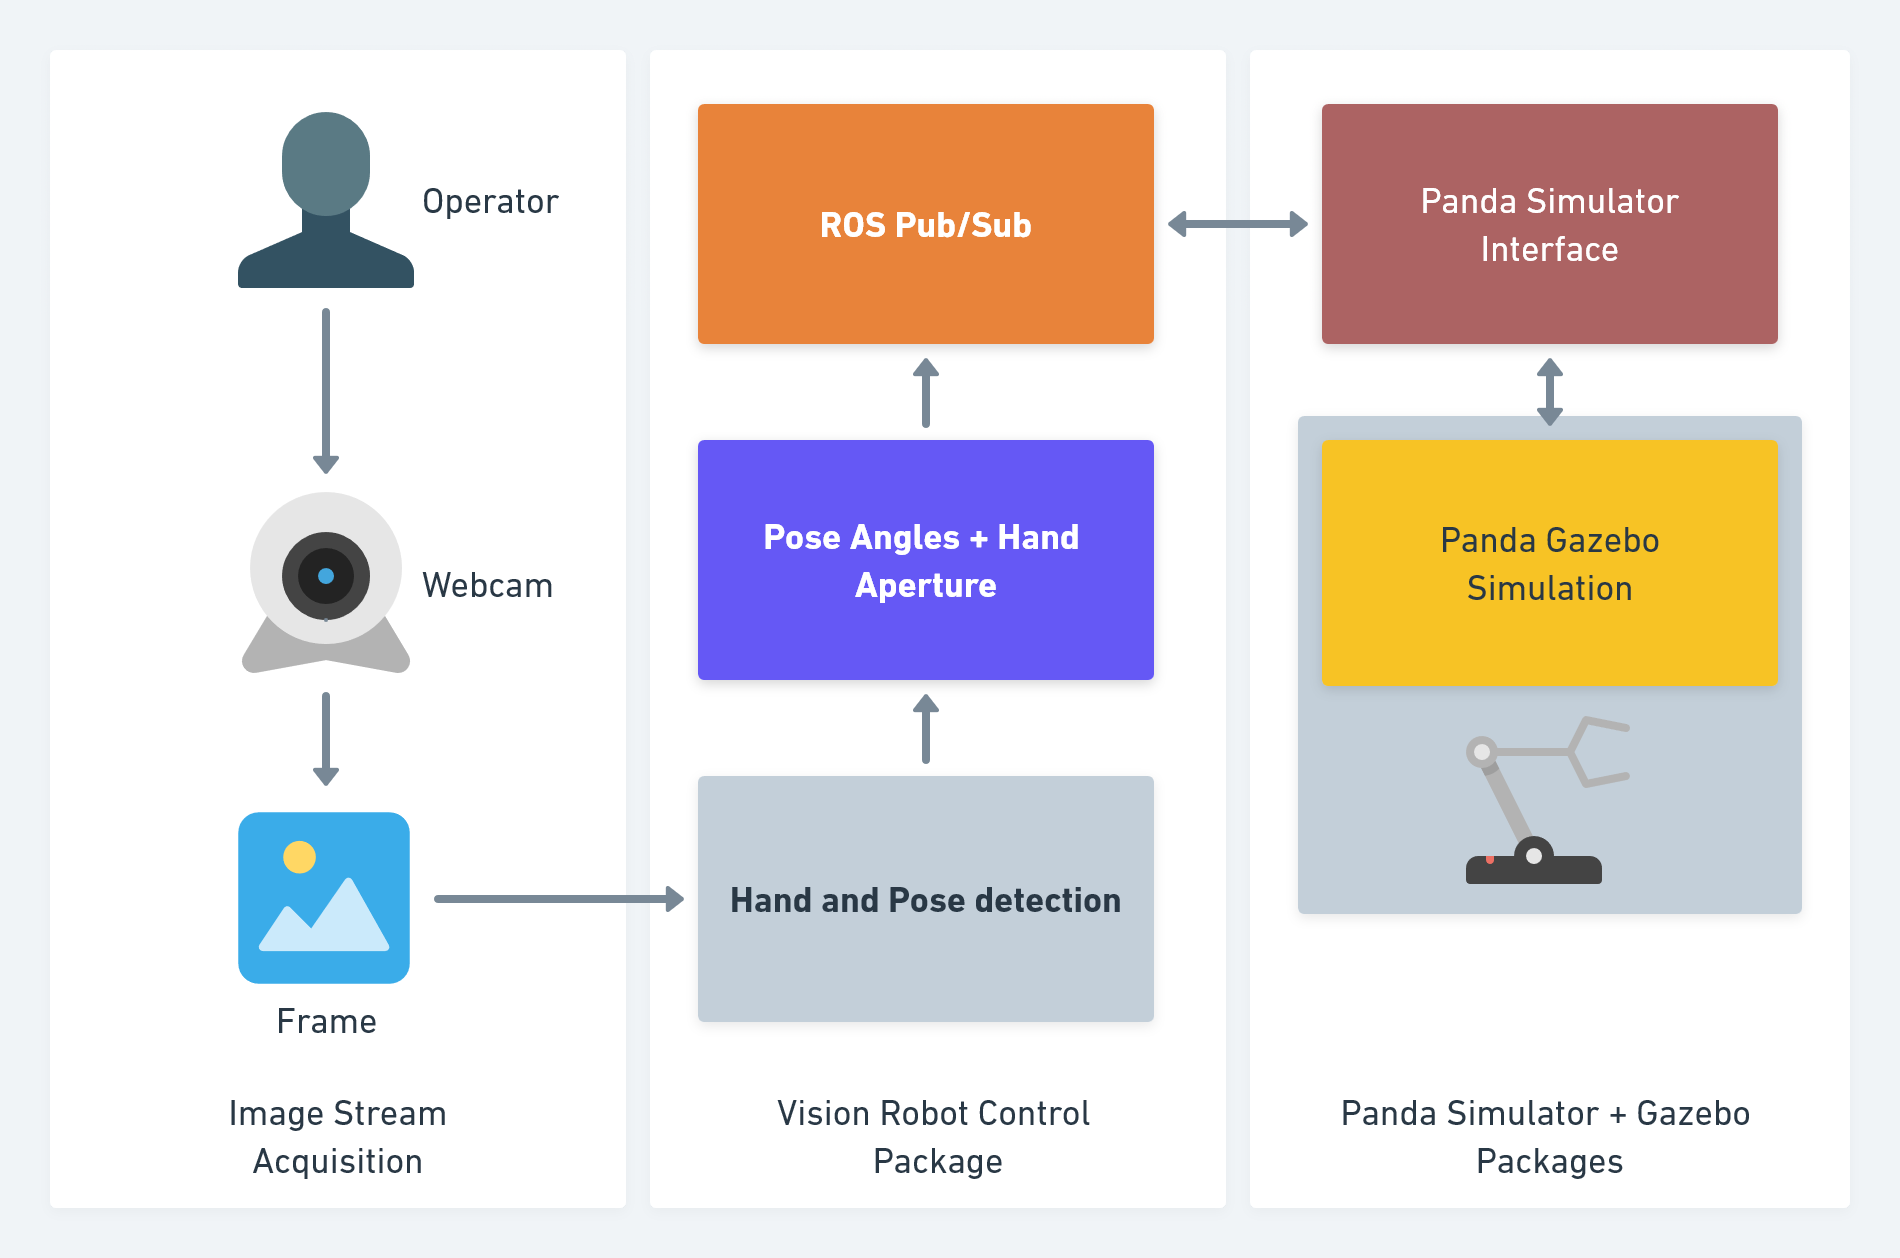 Operator
Webcam
Frame
Image Stream
Acquisition
ROS Pub/Sub
Pose Angles + Hand
Aperture
Hand and Pose detection
Vision Robot Control
Package
Panda Simulator
Interface
Panda Gazebo
Simulation
Panda Simulator + Gazebo
Packages